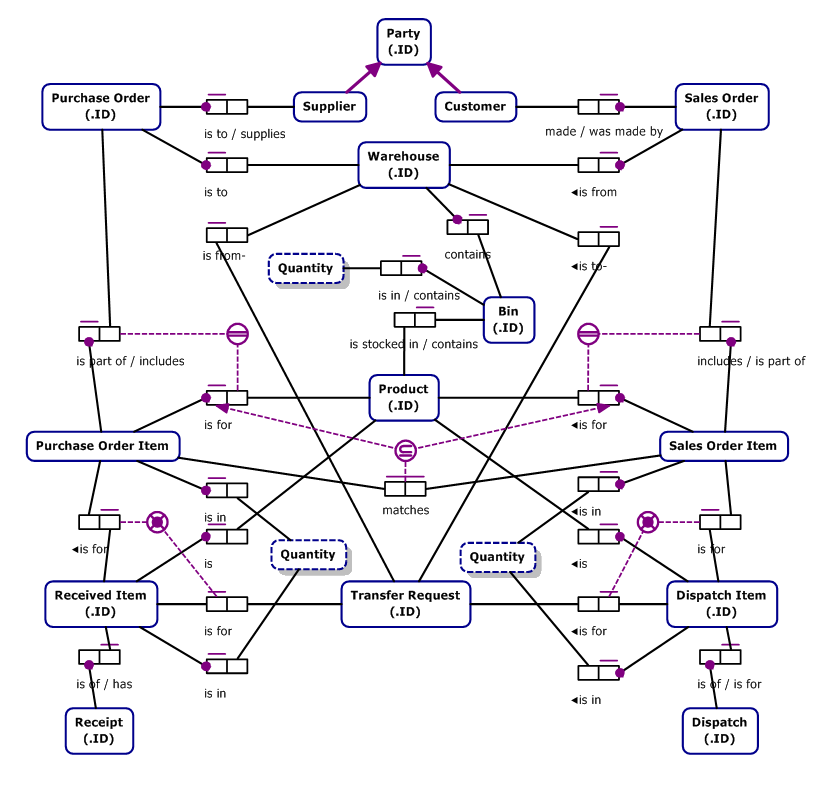 Party
(.ID)
Purchase Order
(.ID)
Supplier
Customer
Sales Order
(.ID)
is to / supplies
made / was made by
Warehouse
(.ID)
is to
◄is from
is from-
contains
◄is to-
Quantity
is in / contains
Bin
(.ID)
is stocked in / contains
is part of / includes
includes / is part of
Product
(.ID)
is for
◄is for
Purchase Order Item
Sales Order Item
matches
is in
◄is in
◄is for
is for
is
◄is
Quantity
Quantity
Received Item
(.ID)
Transfer Request
(.ID)
Dispatch Item
(.ID)
is for
◄is for
is of / has
is of / is for
is in
◄is in
Receipt
(.ID)
Dispatch
(.ID)